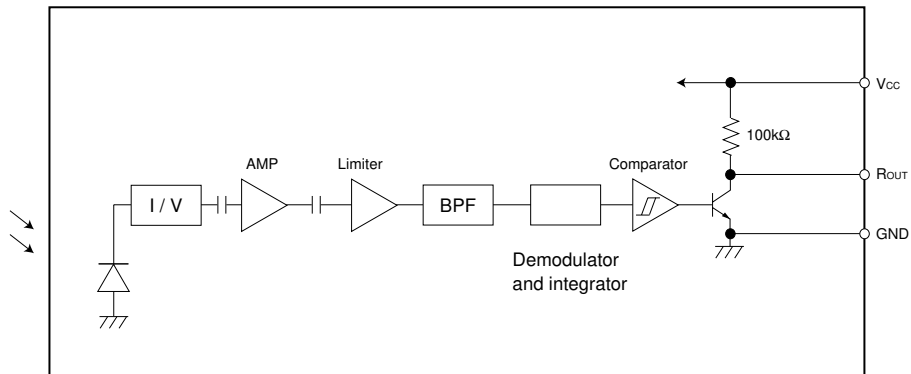 Vcc
100kΩ
AMP
Limiter
Comparator
ROUT
I / V
BPF
GND
Demodulator
and integrator